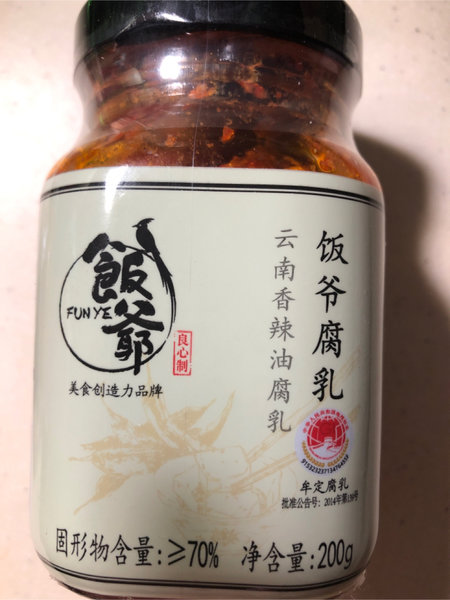 飯爺
FUN YE
良心制
美食创造力品牌
饭爷腐乳
云南香辣油腐乳
牟定腐乳
批准公告号：2014年第139号
固形物含量：≥70%
净含量：200g